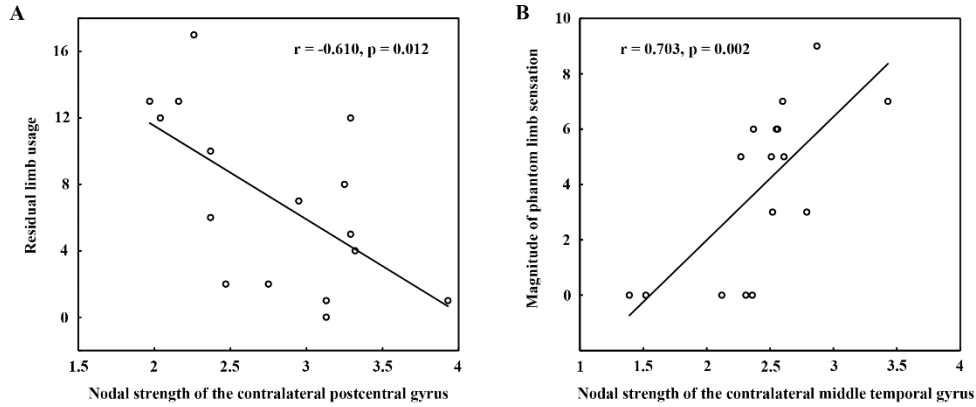 A
r = -0.610, p = 0.012
Residual limb usage
16
12
8
4
0
1.5 2 2.5 3 3.5 4
Nodal strength of the contralateral postcentral gyrus
B
r = 0.703, p = 0.002
Magnitude of phantom limb sensation
10
8
6
4
2
0
-2
1 1.5 2 2.5 3 3.5 4
Nodal strength of the contralateral middle temporal gyrus